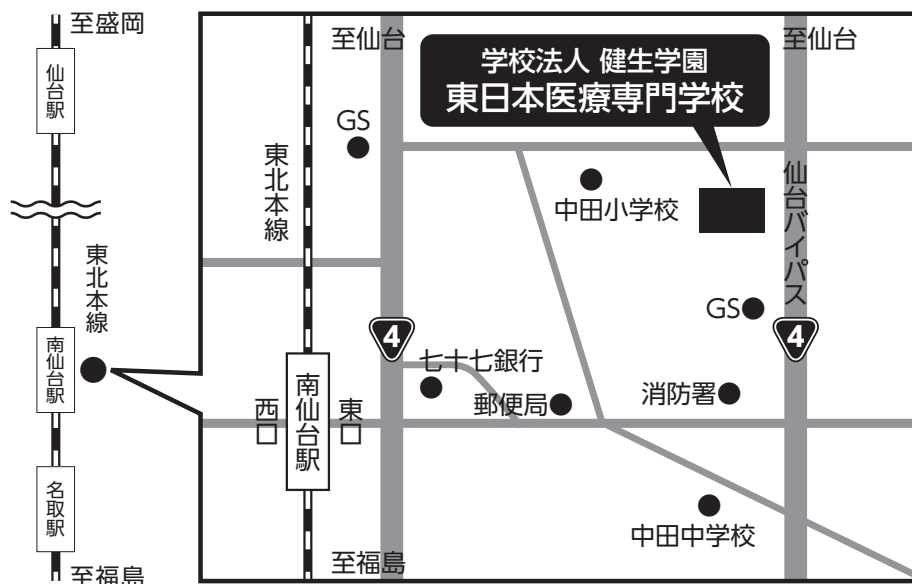 至盛岡
仙台駅
東北本線
南仙台駅
名取駅
至福島
至仙台
学校法人 健生学園
東日本医療専門学校
至仙台
GS
東北本線
中田小学校
仙台バイパス
GS
4
4
七十七銀行
郵便局
消防署
西口
南仙台駅
東口
中田中学校
至福島